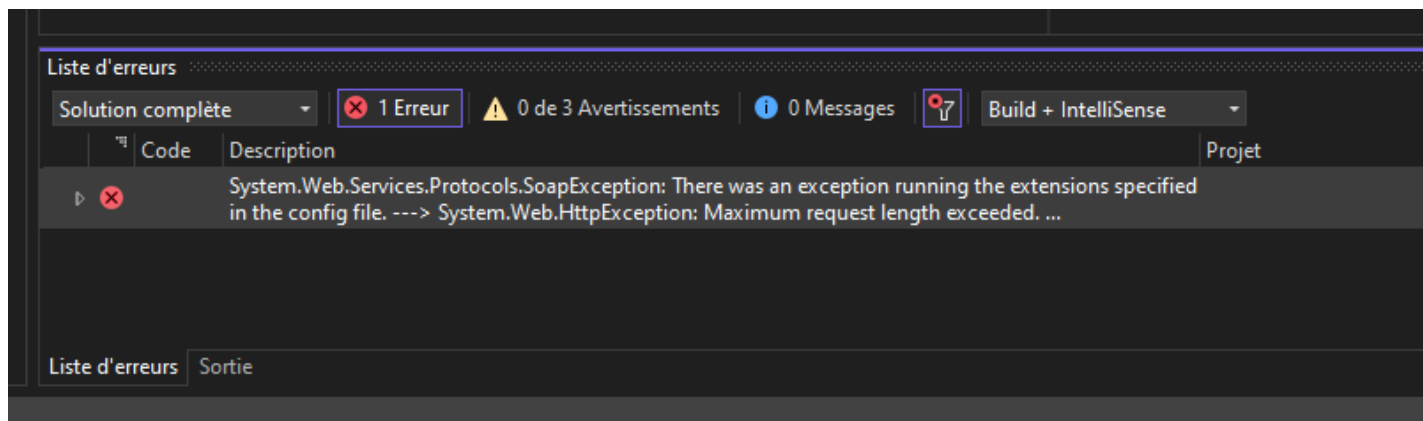 Liste d'erreurs
Solution complète 1 Erreur 0 de 3 Avertissements 0 Messages Build + IntelliSense
Code Description Projet
System.Web.Services.Protocols.SoapException: There was an exception running the extensions specified
in the config file. ---> System.Web.HttpException: Maximum request length exceeded. ...
Liste d'erreurs Sortie